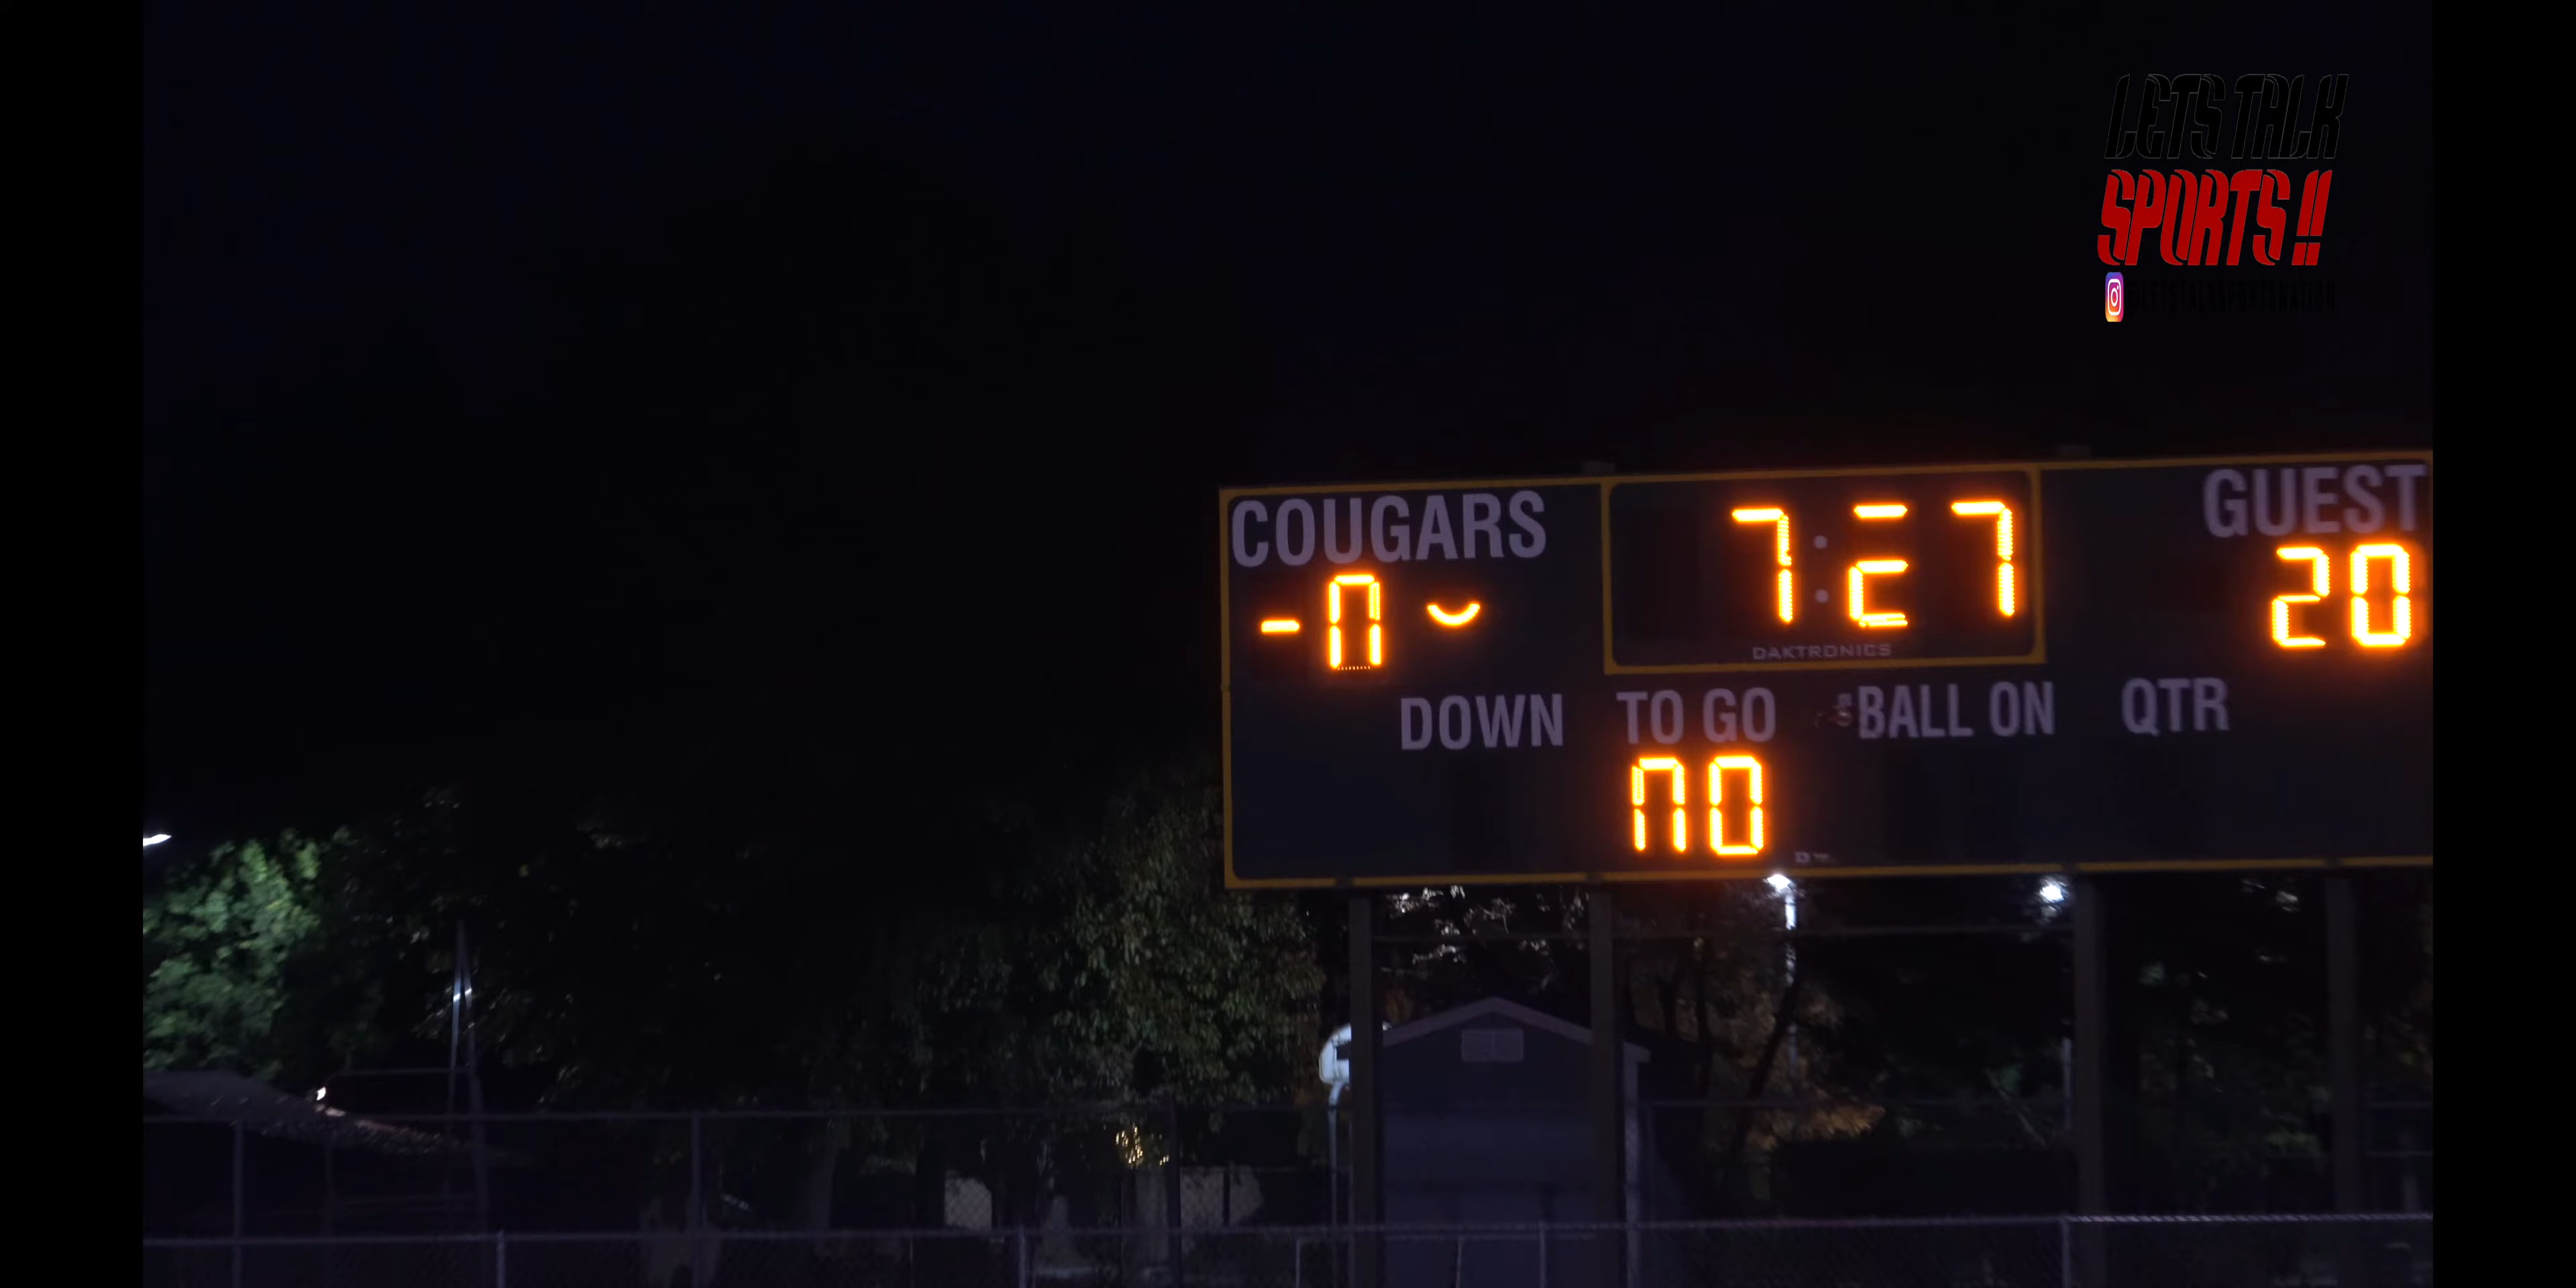 LETS TALK
SPORTS!!
COUGARS
GUEST
7:27
20
DAKTRONICS
DOWN TO GO BALL ON QTR